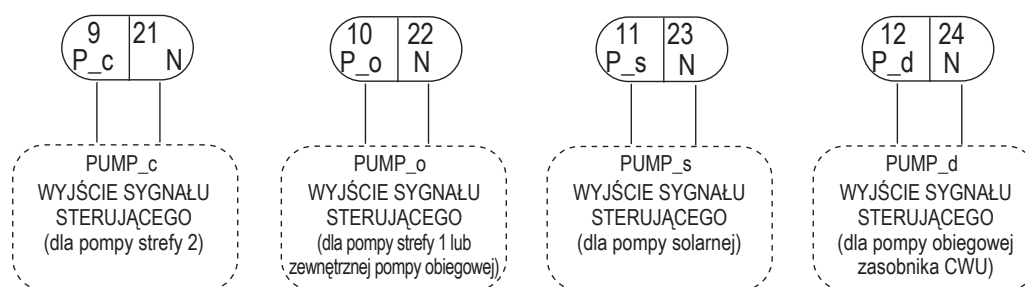 9 21
P_c N
PUMP_c
WYJŚCIE SYGNAŁU
STERUJĄCEGO
(dla pompy strefy 2)
10 22
P_o N
PUMP_o
WYJŚCIE SYGNAŁU
STERUJĄCEGO
(dla pompy strefy 1 lub
zewnętrznej pompy obiegowej)
11 23
P_s N
PUMP_s
WYJŚCIE SYGNAŁU
STERUJĄCEGO
(dla pompy solarnej)
12 24
P_d N
PUMP_d
WYJŚCIE SYGNAŁU
STERUJĄCEGO
(dla pompy obiegowej
zasobnika CWU)